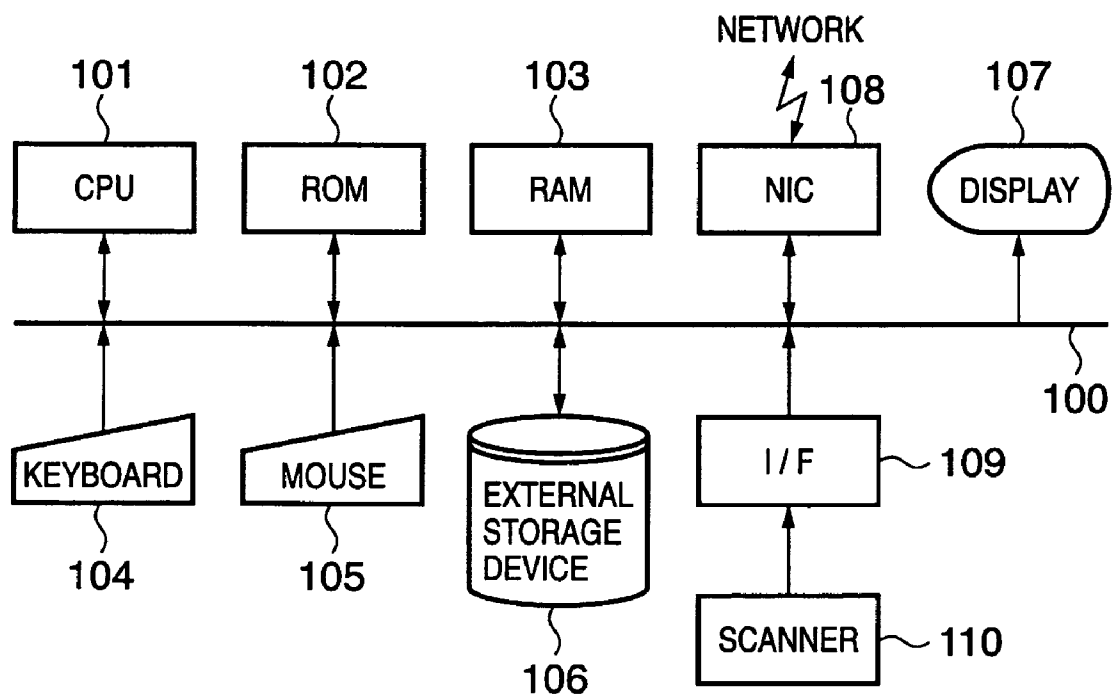 NETWORK
101
102
103
108
107
CPU
ROM
RAM
NIC
DISPLAY
100
KEYBOARD
MOUSE
EXTERNAL
STORAGE
DEVICE
I / F
109
104
105
106
SCANNER
110